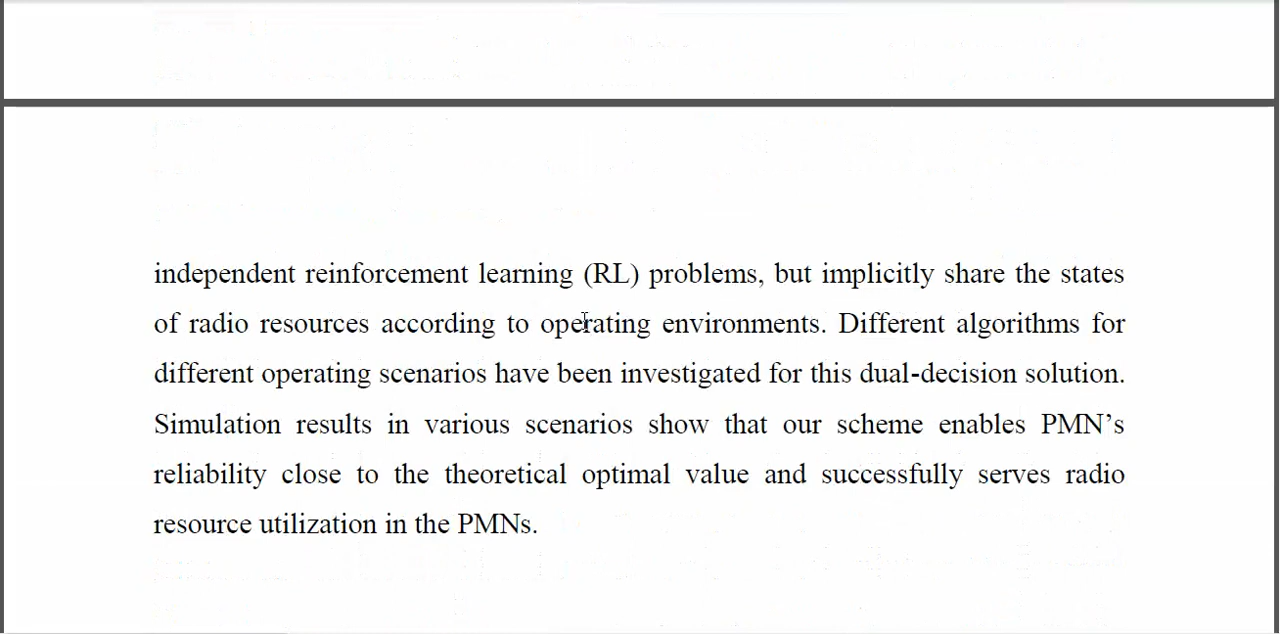 independent reinforcement learning (RL) problems, but implicitly share the states
of radio resources according to operating environments. Different algorithms for
different operating scenarios have been investigated for this dual-decision solution.
Simulation results in various scenarios show that our scheme enables PMN’s
reliability close to the theoretical optimal value and successfully serves radio
resource utilization in the PMNs.